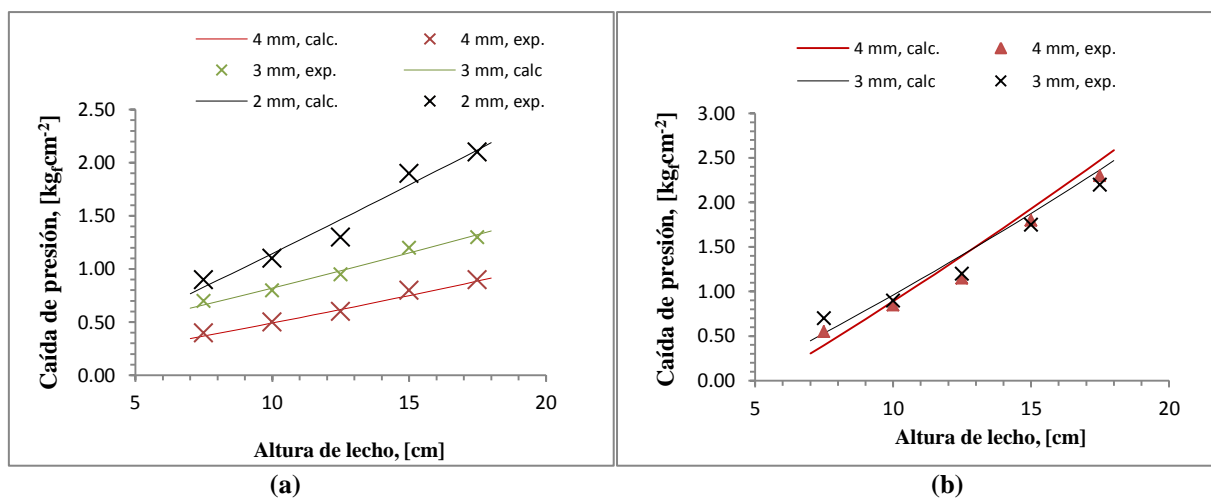 4 mm, calc. 4 mm, exp.
3 mm, exp. 3 mm, calc
2 mm, calc. 2 mm, exp.
2.50
2.00
1.50
1.00
0.50
0.00
5 10 15 20
Caída de presión, [kgfcm-2]
Altura de lecho, [cm]
(a)
4 mm, calc. 4 mm, exp.
3 mm, calc 3 mm, exp.
3.00
2.50
2.00
1.50
1.00
0.50
0.00
5 10 15 20
Caída de presión, [kgfcm-2]
Altura de lecho, [cm]
(b)